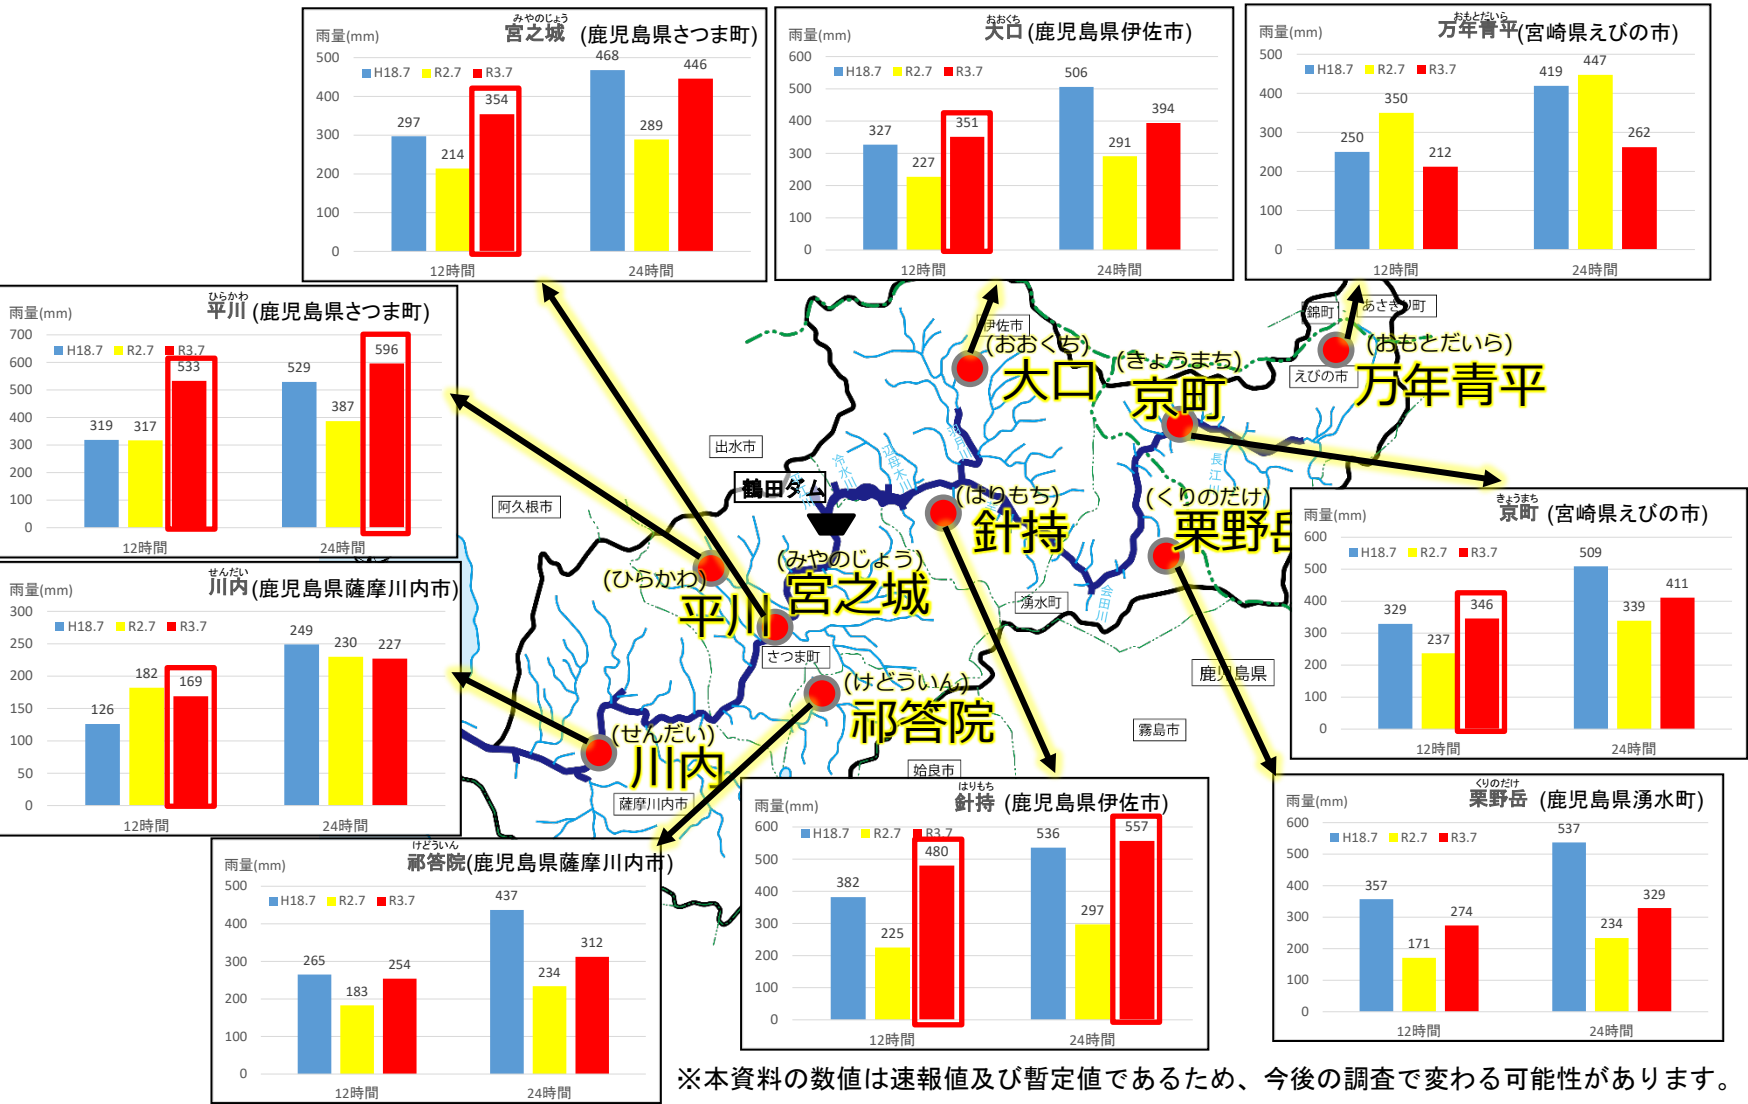 みやのじょう
宮之城 (鹿児島県さつま町)
雨量(mm)
H18.7 R2.7 R3.7
500
400
300
200
100
0
297 214 354
468 289 446
12時間 24時間
おおくち
大口 (鹿児島県伊佐市)
雨量(mm)
H18.7 R2.7 R3.7
600
500
400
300
200
100
0
327 227 351
506 291 394
12時間 24時間
おもとだいら
万年青平 (宮崎県えびの市)
雨量(mm)
H18.7 R2.7 R3.7
500
400
300
200
100
0
250 350 212
419 447 262
12時間 24時間
ひらかわ
平川 (鹿児島県さつま町)
雨量(mm)
H18.7 R2.7 R3.7
700
600
500
400
300
200
100
0
319 317 533
529 387 596
12時間 24時間
せんだい
川内 (鹿児島県薩摩川内市)
雨量(mm)
H18.7 R2.7 R3.7
300
250
200
150
100
50
0
126 182 169
249 230 227
12時間 24時間
けどういん
祁答院 (鹿児島県薩摩川内市)
雨量(mm)
H18.7 R2.7 R3.7
500
400
300
200
100
0
265 183 254
437 234 312
12時間 24時間
はりもち
針持 (鹿児島県伊佐市)
雨量(mm)
H18.7 R2.7 R3.7
600
500
400
300
200
100
0
382 225 480
536 297 557
12時間 24時間
くりのだけ
栗野岳 (鹿児島県湧水町)
雨量(mm)
H18.7 R2.7 R3.7
600
500
400
300
200
100
0
357 171 274
537 234 329
12時間 24時間
きょうまち
京町 (宮崎県えびの市)
雨量(mm)
H18.7 R2.7 R3.7
600
500
400
300
200
100
0
329 237 346
509 339 411
12時間 24時間
伊佐市
錦町
あさぎり町
えびの市
出水市
阿久根市
鶴田ダム
湧水町
さつま町
鹿児島県
霧島市
姶良市
薩摩川内市
(おおくち)
大口
(きょうまち)
京町
(おもとだいら)
万年青平
(はりもち)
針持
(くりのだけ)
栗野岳
(ひらかわ)
平川
(みやのじょう)
宮之城
(けどういん)
祁答院
(せんだい)
川内
長江川
※本資料の数値は速報値及び暫定値であるため、今後の調査で変わる可能性があります。